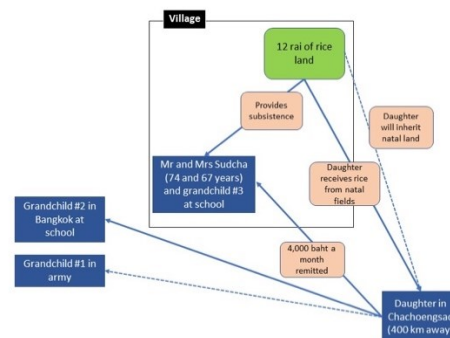 Village
12 rai of rice
land
Provides
subsistence
Daughter
will inherit
natal land
Mr and Mrs Sudcha
(74 and 67 years)
and grandchild #3
at school
Daughter
receives rice
from natal
fields
Grandchild #2 in
Bangkok at
school
4,000 baht a
month
remitted
Grandchild #1 in
army
Daughter in
Chachoengsau
(400 km away)